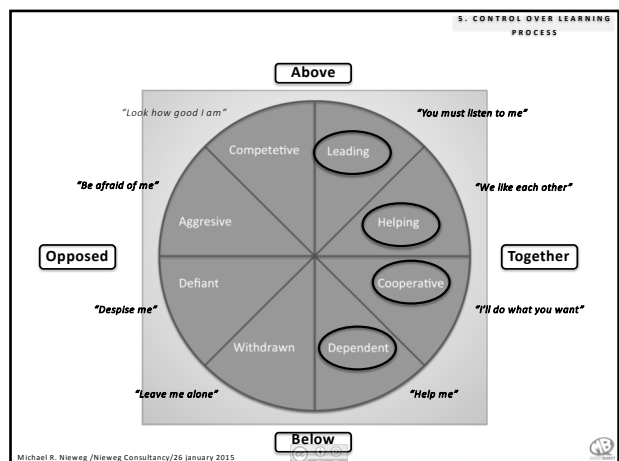 5. CONTROL OVER LEARNING
PROCESS
Above
"Look how good I am"
"You must listen to me"
Competetive
Leading
"Be afraid of me"
"We like each other"
Aggresive
Helping
Opposed
Together
Defiant
Cooperative
"Despise me"
"I'll do what you want"
Withdrawn
Dependent
"Leave me alone"
"Help me"
Below
Michael R. Nieweg /Nieweg Consultancy/26 january 2015
MB